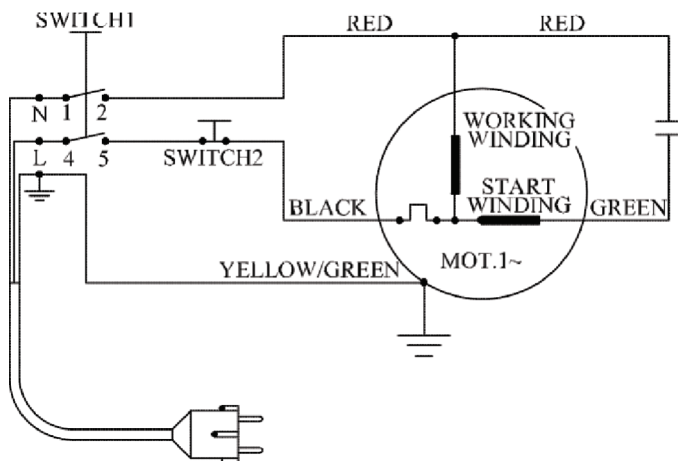 SWITCH1
RED
RED
N 1 2
WORKING
WINDING
L 4 5
SWITCH2
START
WINDING
BLACK
GREEN
MOT.1~
YELLOW/GREEN